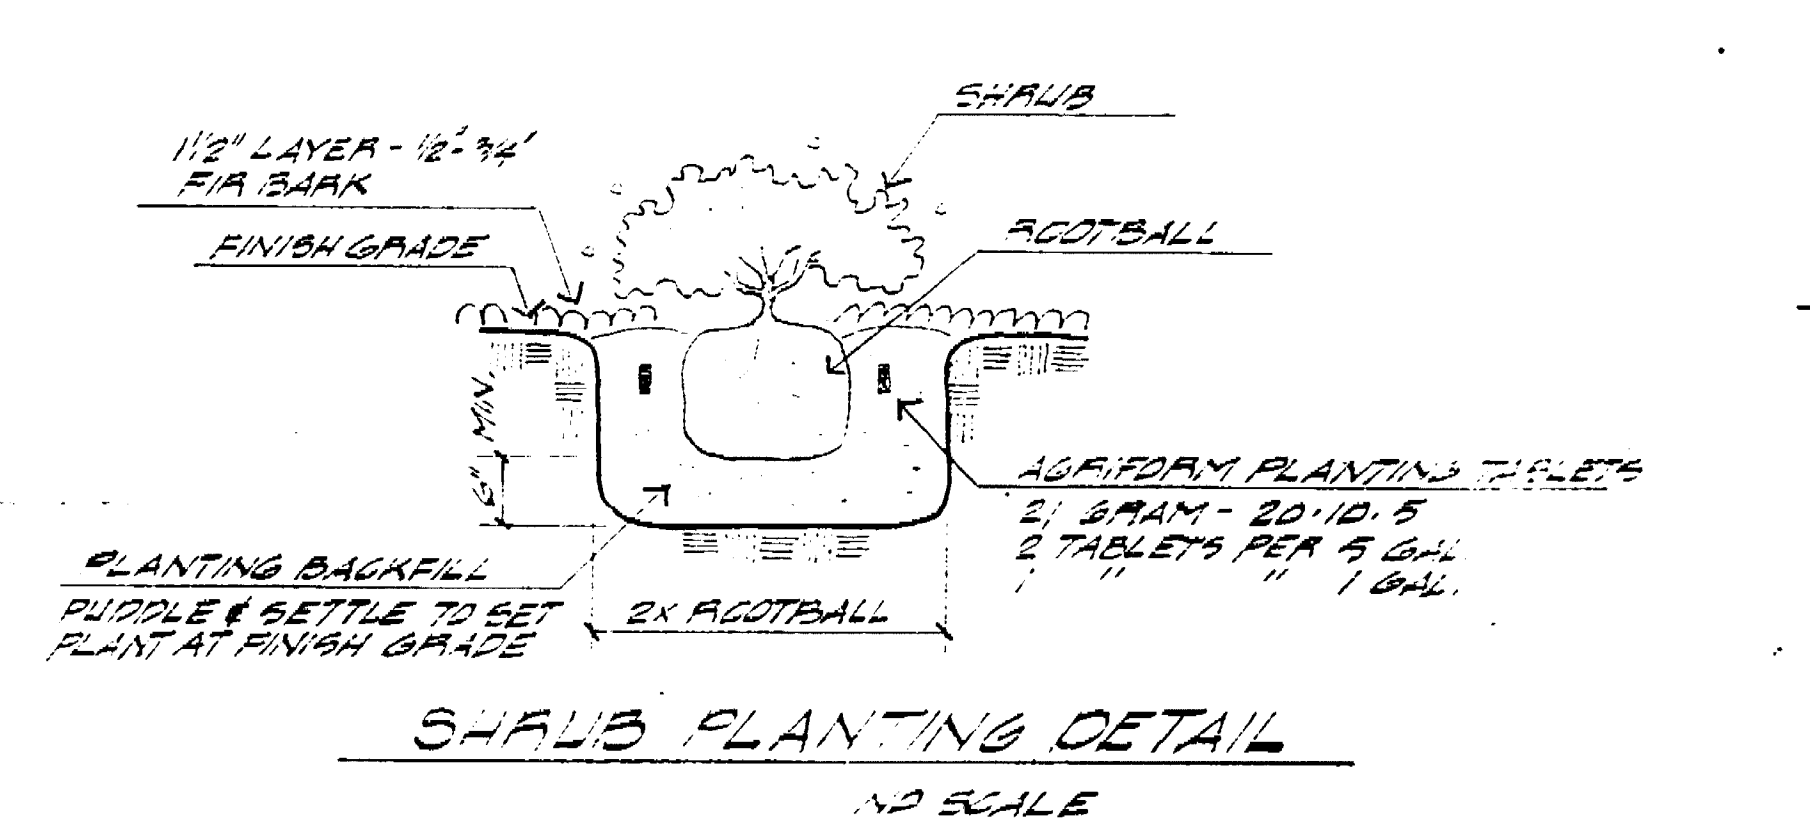 SHRUB
1 1/2" LAYER - 1/2"-3/4"
FIR BARK
FINISH GRADE
ROOTBALL
6" MIN.
AGRIFORM PLANTING TABLETS
21 GRAM - 20-10-5
2 TABLETS PER 5 GAL.
1 " " 1 GAL.
PLANTING BACKFILL
PUDDLE & SETTLE TO SET
PLANT AT FINISH GRADE
2X ROOTBALL
SHRUB PLANTING DETAIL
NO SCALE